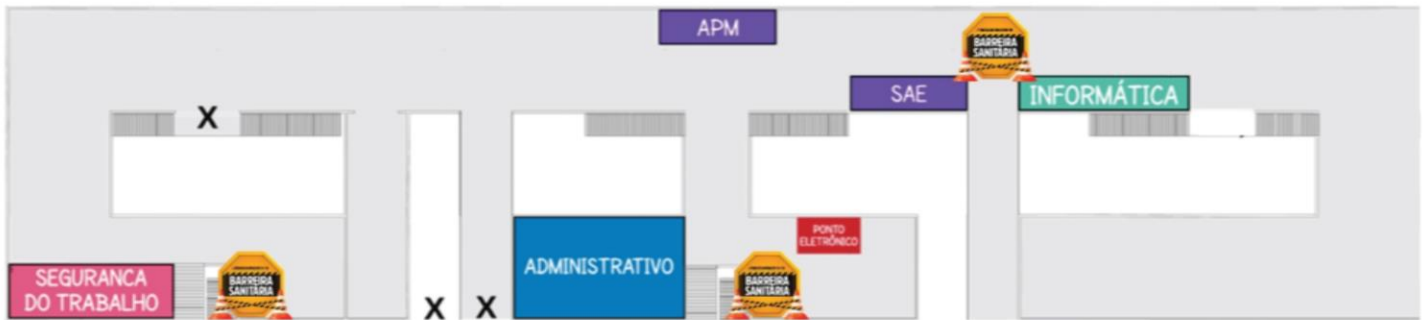 APM
BARREIRA
SANITÁRIA
SAE
INFORMÁTICA
X
PONTO
ELETRÔNICO
ADMINISTRATIVO
SEGURANCA
DO TRABALHO
BARREIRA
SANITÁRIA
X
X
BARREIRA
SANITÁRIA